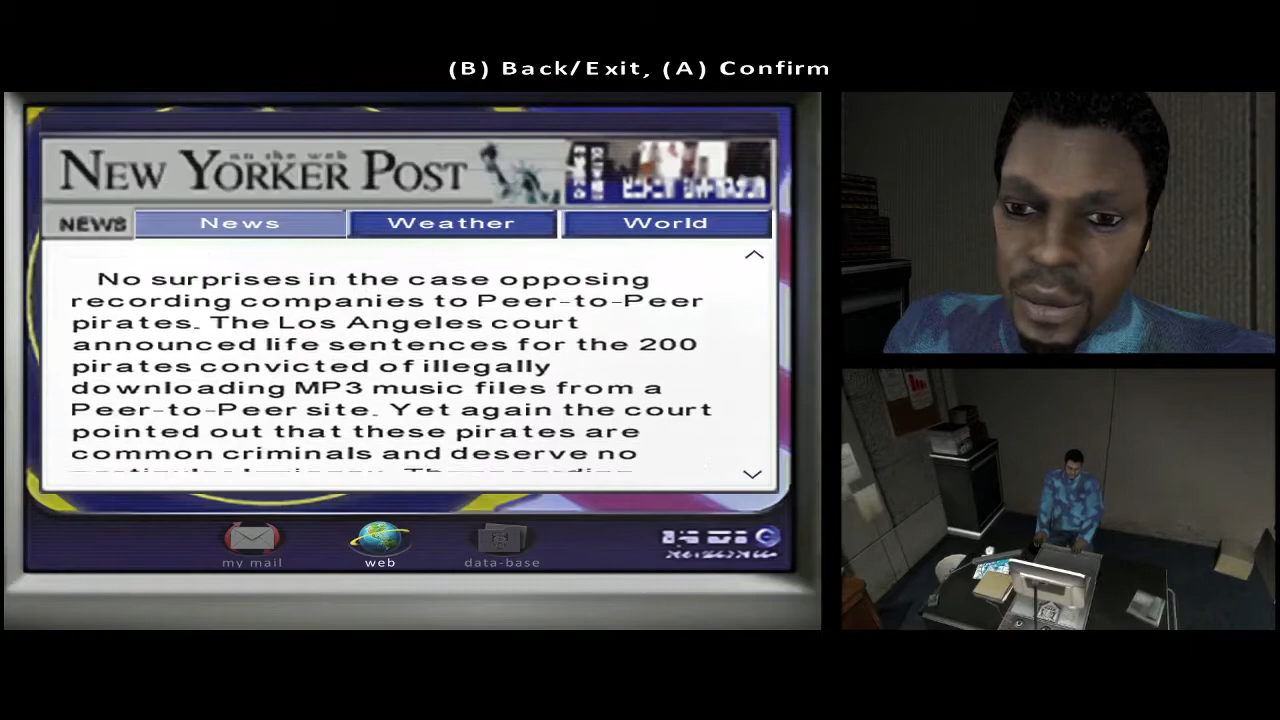 (B) Back/Exit, (A) Confirm
on the web
NEW YORKER POST
NEWS
News
Weather
World
No surprises in the case opposing
recording companies to Peer-to-Peer
pirates. The Los Angeles court
announced life sentences for the 200
pirates convicted of illegally
downloading MP3 music files from a
Peer-to-Peer site. Yet again the court
pointed out that these pirates are
common criminals and deserve no
my mail
web
data-base